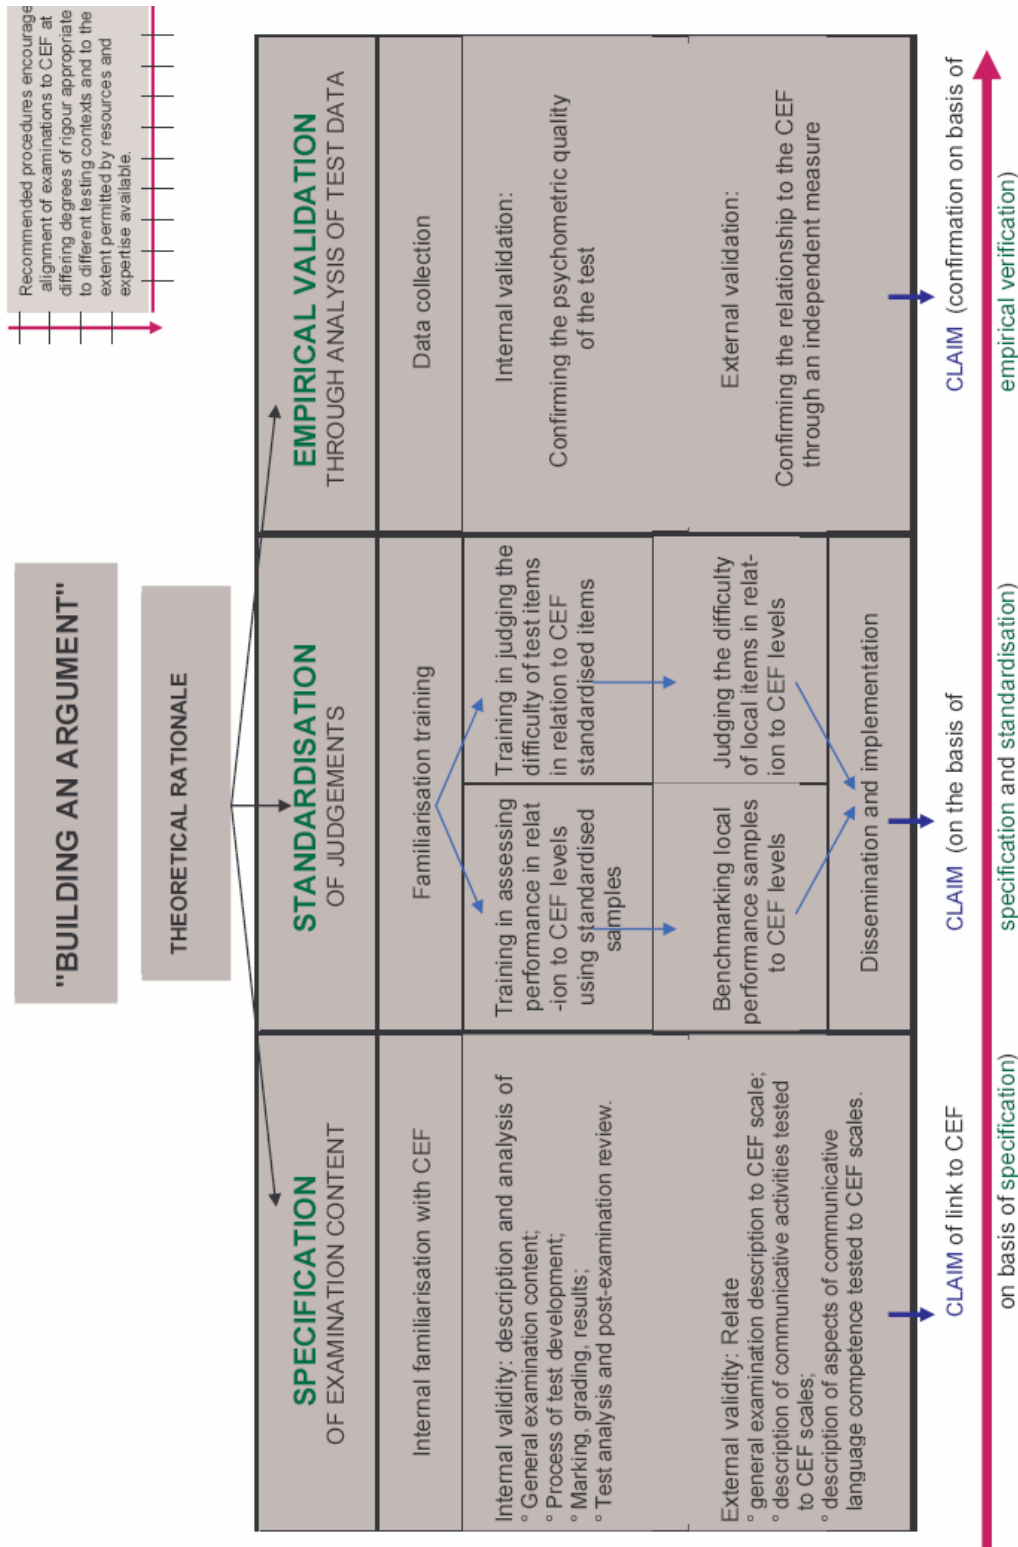 Recommended procedures encourage
alignment of examinations to CEF at
differing degrees of rigour appropriate
to different testing contexts and to the
extent permitted by resources and
expertise available.
"BUILDING AN ARGUMENT"
THEORETICAL RATIONALE
SPECIFICATION
OF EXAMINATION CONTENT
Internal familiarisation with CEF
Internal validity: description and analysis of
° General examination content;
° Process of test development;
° Marking, grading, results;
° Test analysis and post-examination review.
External validity: Relate
° general examination description to CEF scale;
° description of communicative activities tested
to CEF scales;
° description of aspects of communicative
language competence tested to CEF scales.
STANDARDISATION
OF JUDGEMENTS
Familiarisation training
Training in assessing
performance in relat
-ion to CEF levels
using standardised
samples
Training in judging the
difficulty of test items
in relation to CEF
standardised items
Benchmarking local
performance samples
to CEF levels
Judging the difficulty
of local items in relat-
ion to CEF levels
Dissemination and implementation
EMPIRICAL VALIDATION
THROUGH ANALYSIS OF TEST DATA
Data collection
Internal validation:
Confirming the psychometric quality
of the test
External validation:
Confirming the relationship to the CEF
through an independent measure
CLAIM of link to CEF
on basis of specification)
CLAIM (on the basis of
specification and standardisation)
CLAIM (confirmation on basis of
empirical verification)